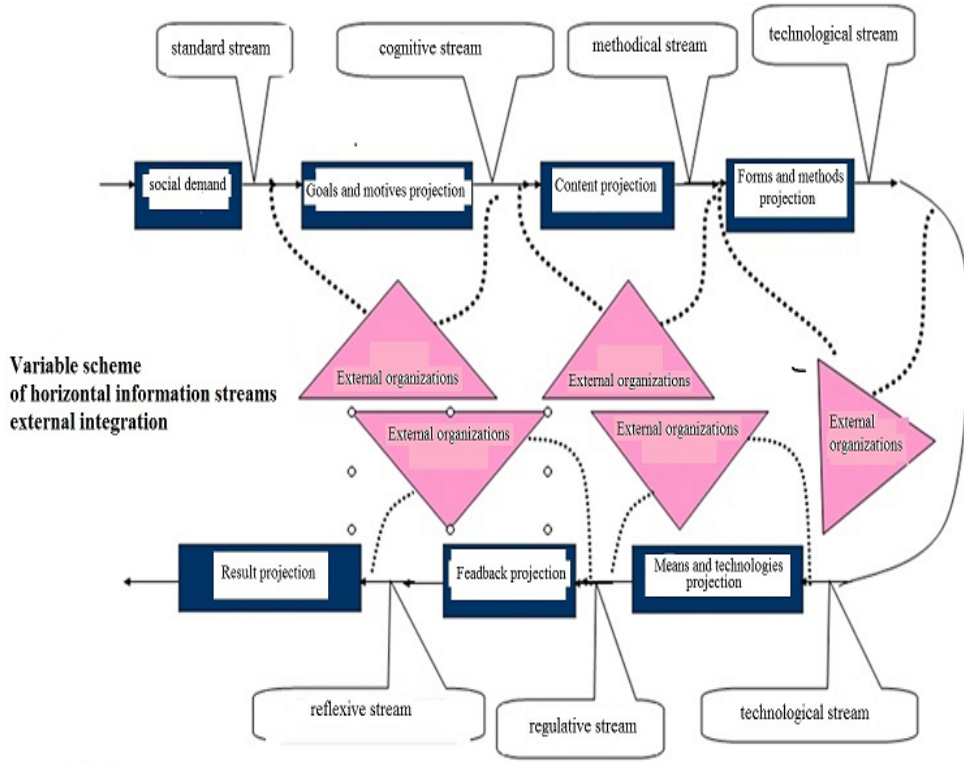 standard stream
cognitive stream
methodical stream
technological stream
social demand
Goals and motives projection
Content projection
Forms and methods
projection
Variable scheme
of horizontal information streams
external integration
External organizations
External organizations
External organizations
External organizations
External
organizations
Result projection
Feadback projection
Means and technologies
projection
reflexive stream
regulative stream
technological stream